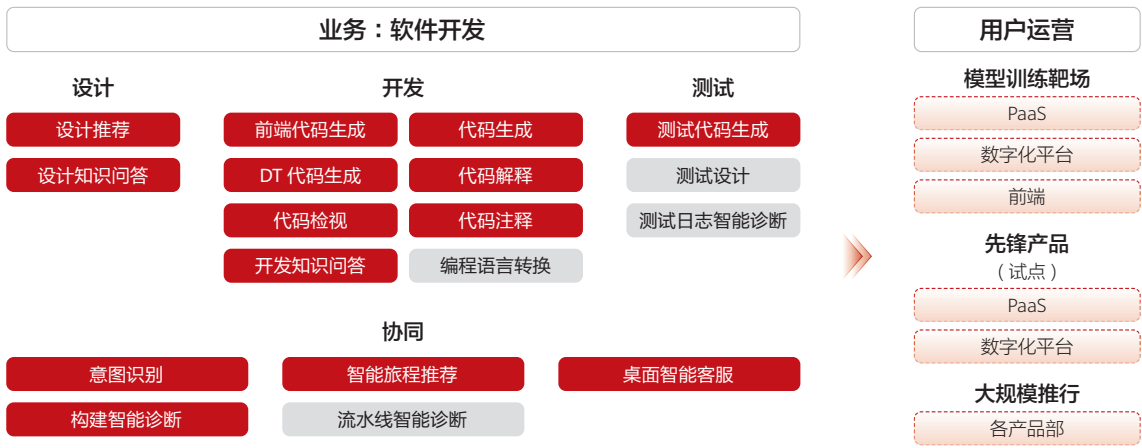 业务：软件开发
设计
开发
测试
设计推荐
前端代码生成
代码生成
测试代码生成
设计知识问答
DT 代码生成
代码解释
测试设计
代码检视
代码注释
测试日志智能诊断
开发知识问答
编程语言转换
协同
意图识别
智能旅程推荐
桌面智能客服
构建智能诊断
流水线智能诊断
用户运营
模型训练靶场
PaaS
数字化平台
前端
先锋产品
（试点）
PaaS
数字化平台
大规模推行
各产品部